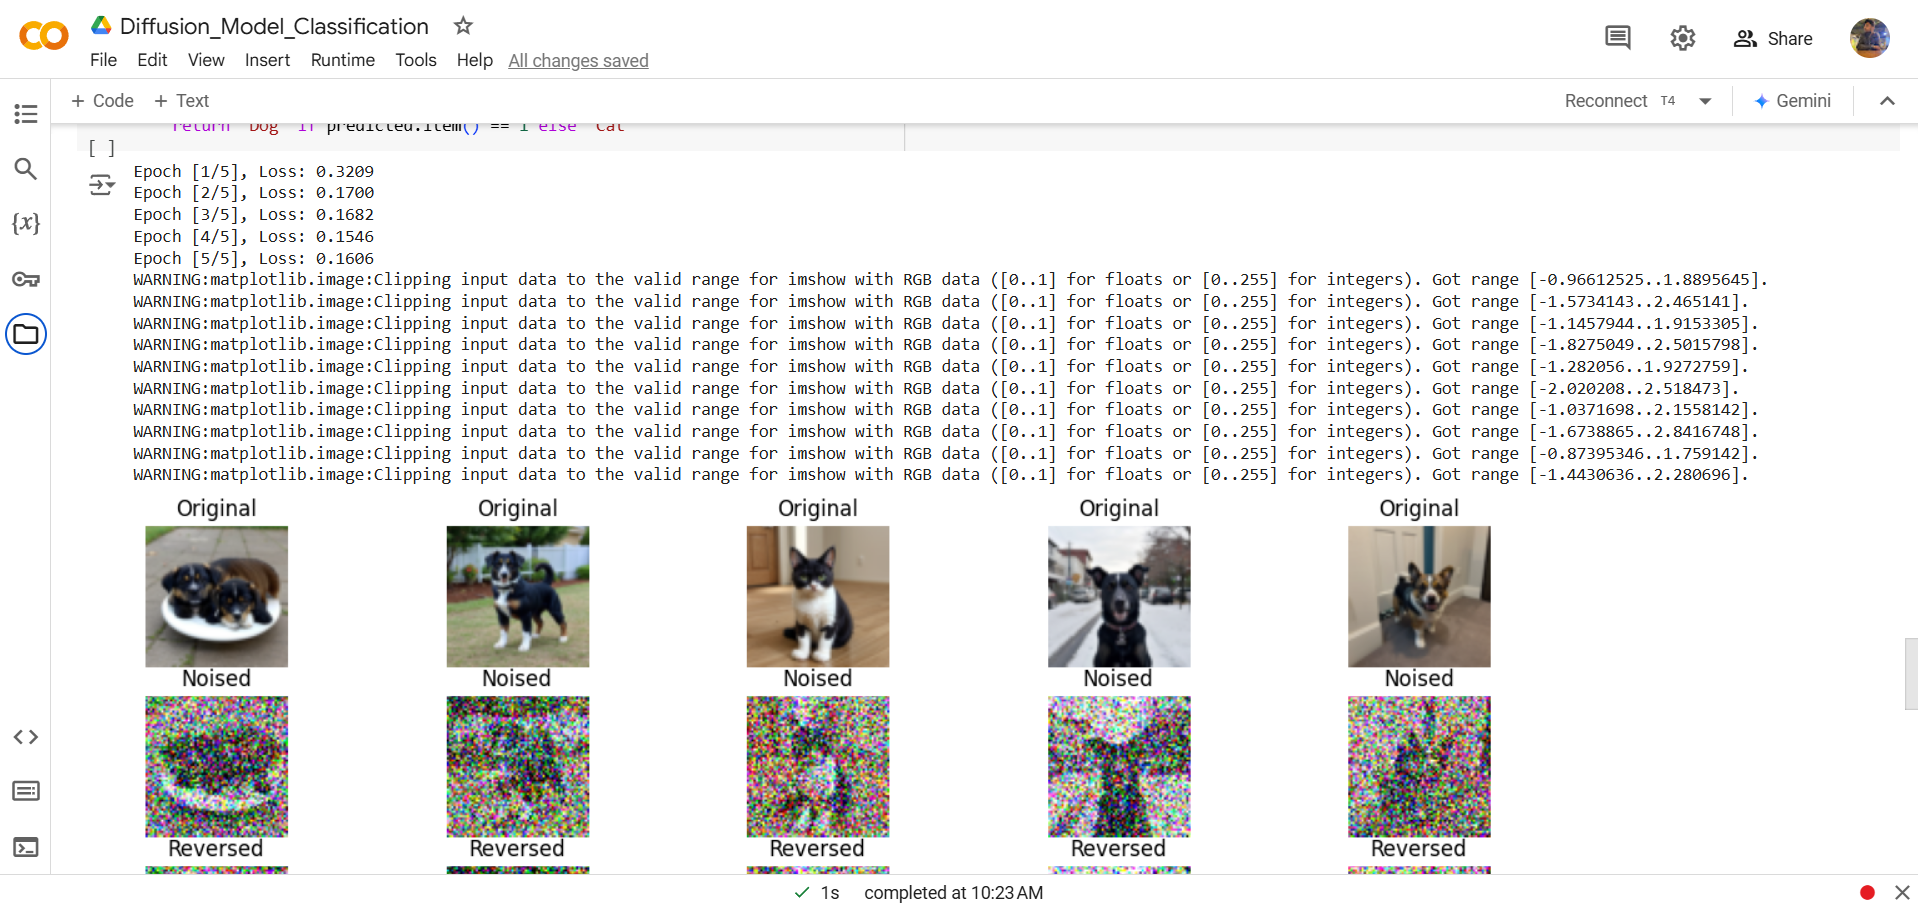 Diffusion_Model_Classification
File Edit View Insert Runtime Tools Help All changes saved
Share
+ Code + Text
Reconnect T4
Gemini
return "Dog" if predicted.item() == 1 else "Cat"
[ ]
Epoch [1/5], Loss: 0.3209
Epoch [2/5], Loss: 0.1700
Epoch [3/5], Loss: 0.1682
Epoch [4/5], Loss: 0.1546
Epoch [5/5], Loss: 0.1606
WARNING:matplotlib.image:Clipping input data to the valid range for imshow with RGB data ([0..1] for floats or [0..255] for integers). Got range [-0.96612525..1.8895645].
WARNING:matplotlib.image:Clipping input data to the valid range for imshow with RGB data ([0..1] for floats or [0..255] for integers). Got range [-1.5734143..2.465141].
WARNING:matplotlib.image:Clipping input data to the valid range for imshow with RGB data ([0..1] for floats or [0..255] for integers). Got range [-1.1457944..1.9153305].
WARNING:matplotlib.image:Clipping input data to the valid range for imshow with RGB data ([0..1] for floats or [0..255] for integers). Got range [-1.8275049..2.5015798].
WARNING:matplotlib.image:Clipping input data to the valid range for imshow with RGB data ([0..1] for floats or [0..255] for integers). Got range [-1.282056..1.9272759].
WARNING:matplotlib.image:Clipping input data to the valid range for imshow with RGB data ([0..1] for floats or [0..255] for integers). Got range [-2.020208..2.518473].
WARNING:matplotlib.image:Clipping input data to the valid range for imshow with RGB data ([0..1] for floats or [0..255] for integers). Got range [-1.0371698..2.1558142].
WARNING:matplotlib.image:Clipping input data to the valid range for imshow with RGB data ([0..1] for floats or [0..255] for integers). Got range [-1.6738865..2.8416748].
WARNING:matplotlib.image:Clipping input data to the valid range for imshow with RGB data ([0..1] for floats or [0..255] for integers). Got range [-0.87395346..1.759142].
WARNING:matplotlib.image:Clipping input data to the valid range for imshow with RGB data ([0..1] for floats or [0..255] for integers). Got range [-1.4430636..2.280696].
Original Original Original Original Original
Noised Noised Noised Noised Noised
Reversed Reversed Reversed Reversed Reversed
1s completed at 10:23 AM